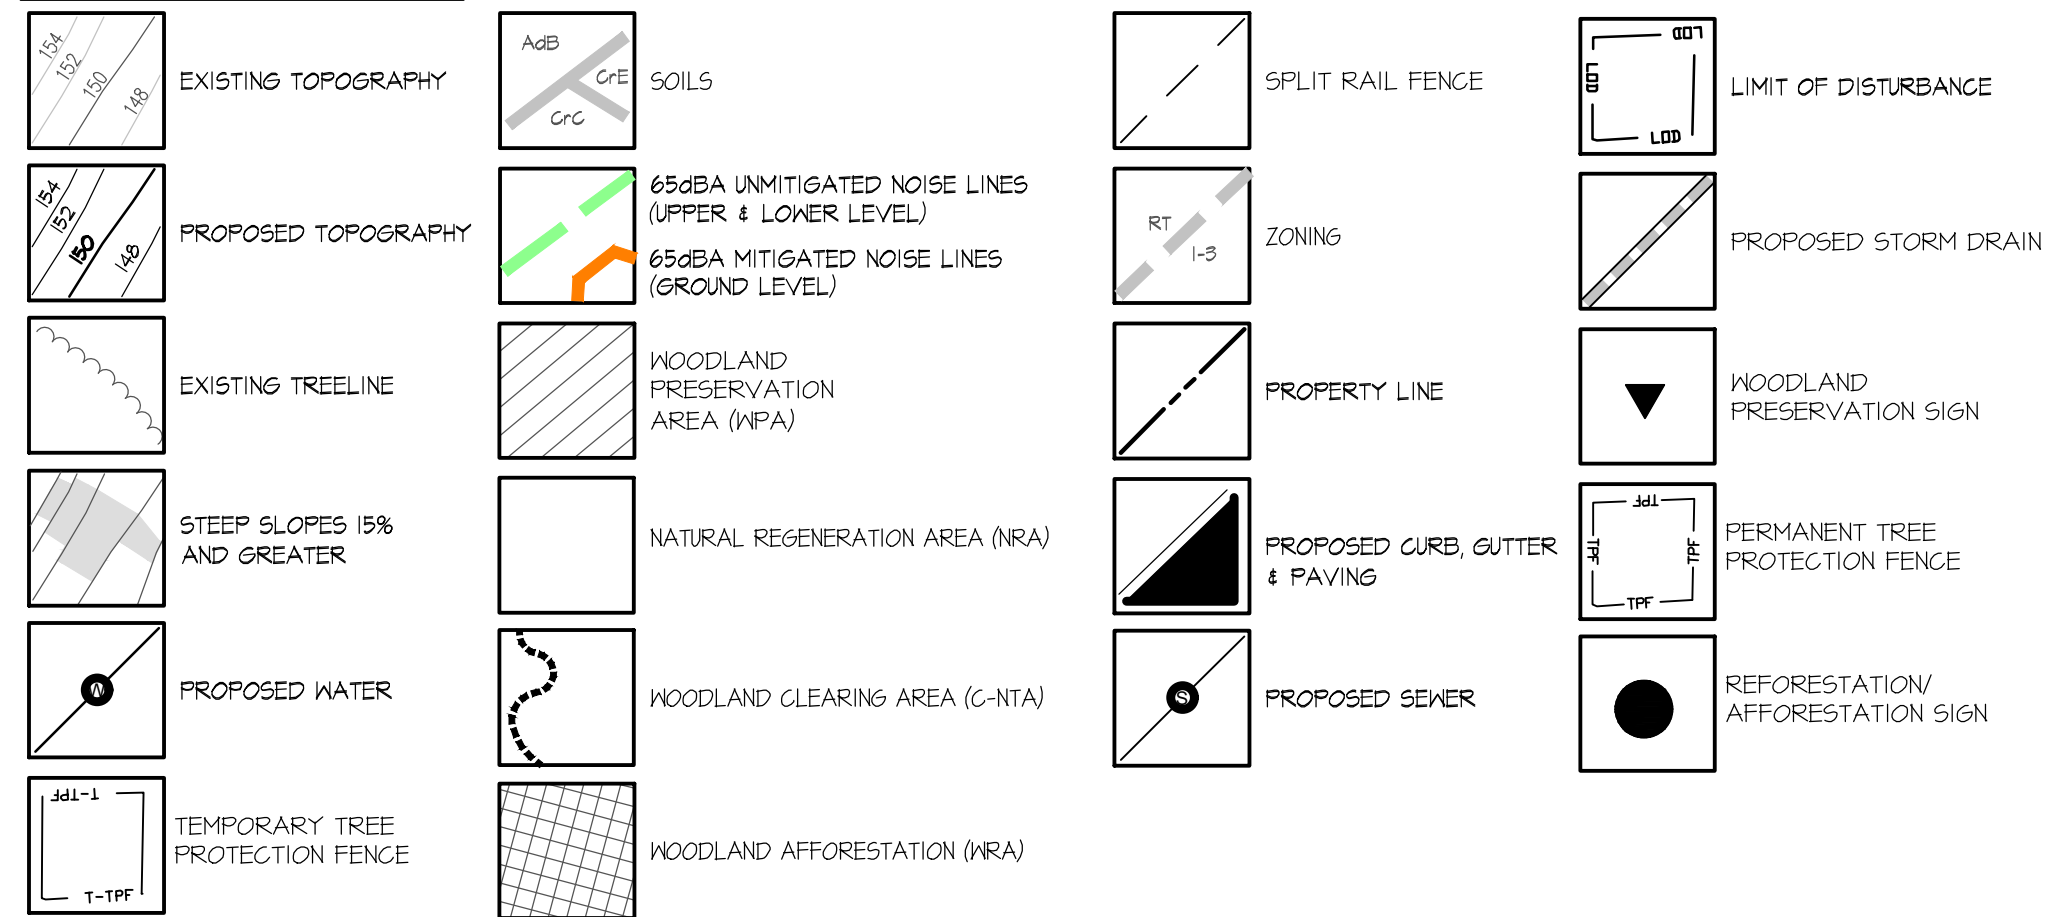 154
152
150
148
EXISTING TOPOGRAPHY
154
152
150
148
PROPOSED TOPOGRAPHY
EXISTING TREELINE
STEEP SLOPES 15%
AND GREATER
W
PROPOSED WATER
T-TPF
T-TPF
TEMPORARY TREE
PROTECTION FENCE
AdB
CrE
CrC
SOILS
65dBA UNMITIGATED NOISE LINES
(UPPER & LOWER LEVEL)
65dBA MITIGATED NOISE LINES
(GROUND LEVEL)
WOODLAND
PRESERVATION
AREA (WPA)
NATURAL REGENERATION AREA (NRA)
WOODLAND CLEARING AREA (C-NTA)
WOODLAND AFFORESTATION (WRA)
SPLIT RAIL FENCE
RT
I-3
ZONING
PROPERTY LINE
PROPOSED CURB, GUTTER
& PAVING
S
PROPOSED SEWER
LOD
LOD
LOD
LIMIT OF DISTURBANCE
PROPOSED STORM DRAIN
WOODLAND
PRESERVATION SIGN
TPF
TPF
TPF
TPF
PERMANENT TREE
PROTECTION FENCE
REFORESTATION/
AFFORESTATION SIGN